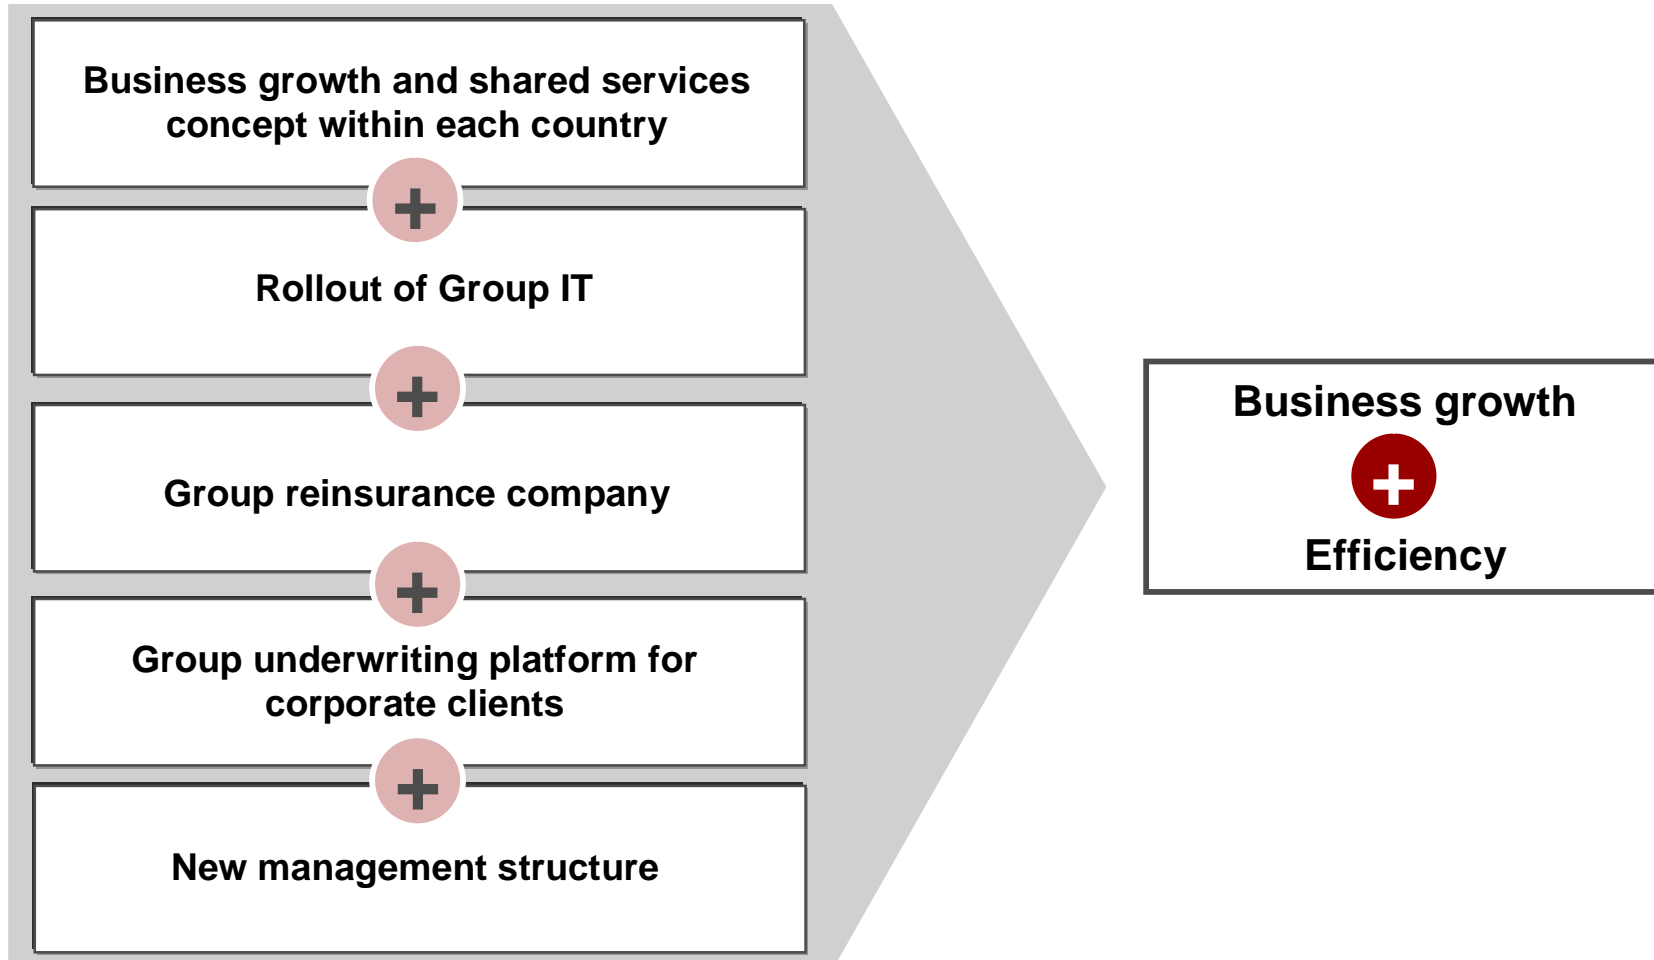 Business growth and shared services
concept within each country
+
Rollout of Group IT
+
Group reinsurance company
+
Group underwriting platform for
corporate clients
+
New management structure
Business growth
+
Efficiency